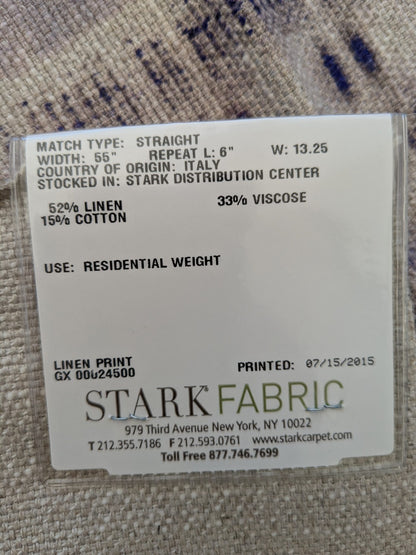 MATCH TYPE: STRAIGHT
WIDTH: 55" REPEAT L: 6" W: 13.25
COUNTRY OF ORIGIN: ITALY
STOCKED IN: STARK DISTRIBUTION CENTER
52% LINEN 33% VISCOSE
15% COTTON
USE: RESIDENTIAL WEIGHT
LINEN PRINT
GX 00024500 PRINTED: 07/15/2015
STARK® FABRIC
979 Third Avenue New York, NY 10022
T 212.355.7186 F 212.593.0761 www.starkcarpet.com
Toll Free 877.746.7699